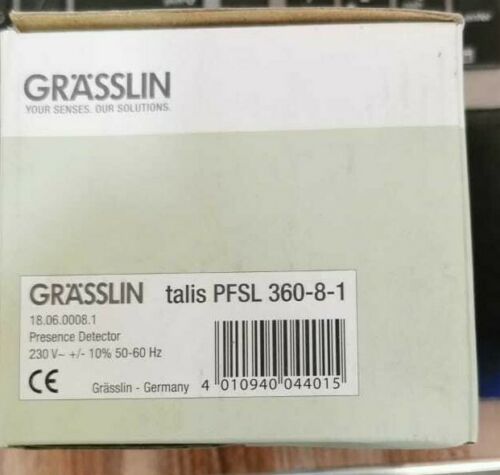 GRÄSSLIN
YOUR SENSES. OUR SOLUTIONS.
GRÄSSLIN talis PFSL 360-8-1
18.06.0008.1
Presence Detector
230 V~ +/- 10% 50-60 Hz
CE Grässlin - Germany 4 010940 044015